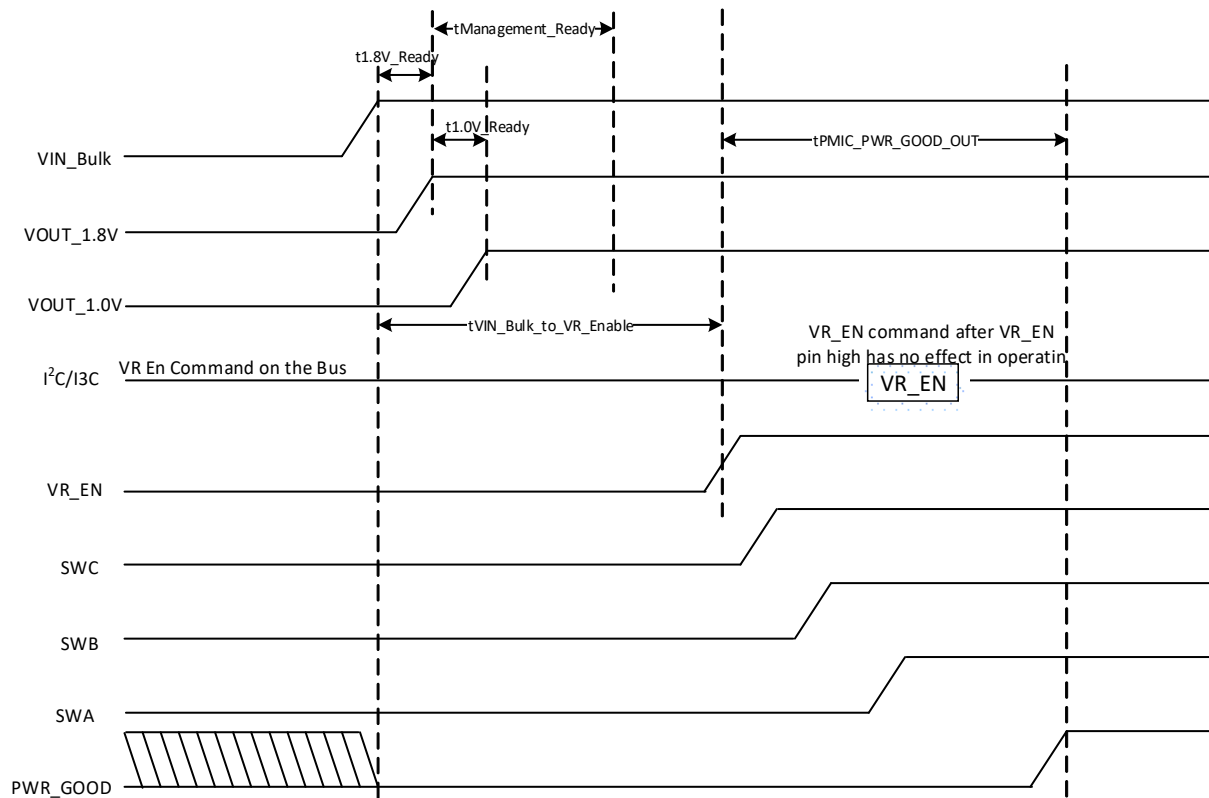 tManagement_Ready
t1.8V_Ready
t1.0V_Ready
tPMIC_PWR_GOOD_OUT
VIN_Bulk
VOUT_1.8V
VOUT_1.0V
tVIN_Bulk_to_VR_Enable
VR_EN command after VR_EN
pin high has no effect in operatin
I²C/I3C
VR En Command on the Bus
VR_EN
VR_EN
SWC
SWB
SWA
PWR_GOOD